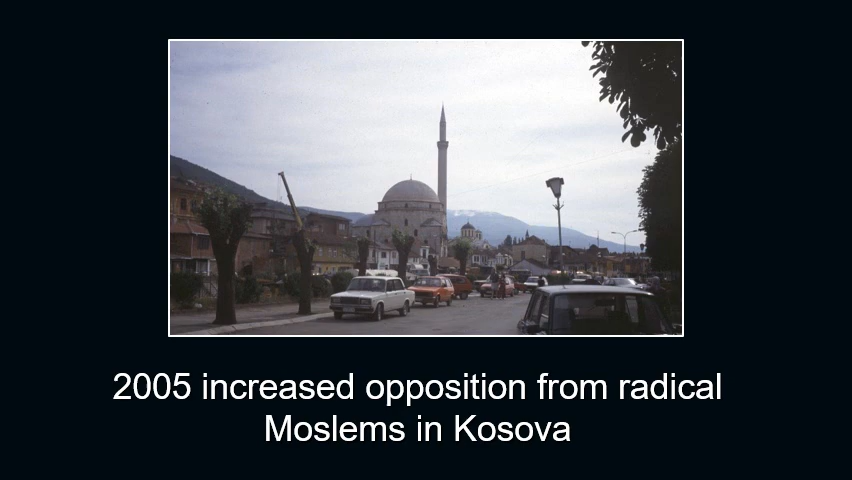 2005 increased opposition from radical
Moslems in Kosova